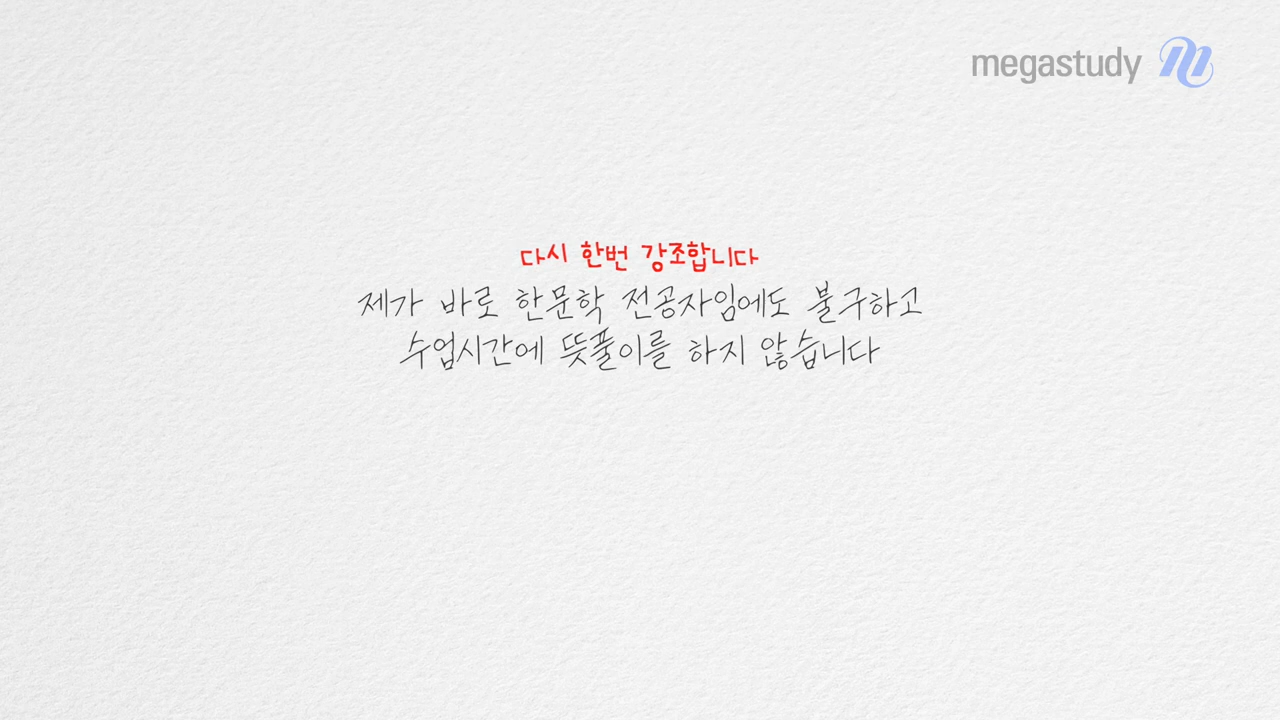 megastudy
다시 한번 강조합니다
제가 바로 한문학 전공자임에도 불구하고
수업시간에 뜻풀이를 하지 않습니다